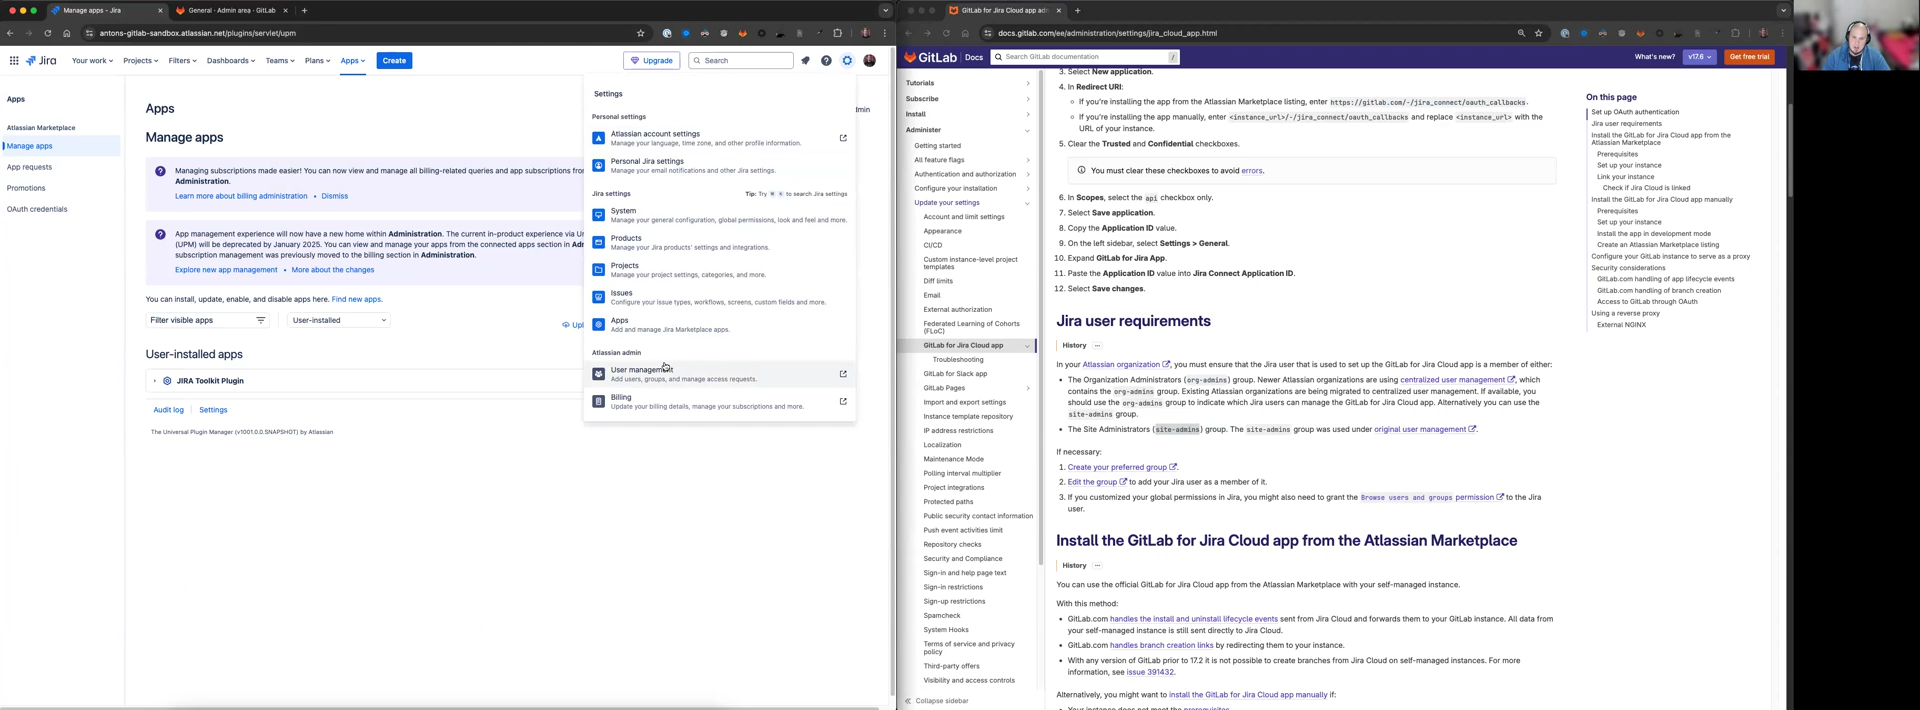 Manage apps - Jira
General · Admin area · GitLab
antons-gitlab-sandbox.atlassian.net/plugins/servlet/upm
Jira
Your work
Projects
Filters
Dashboards
Teams
Plans
Apps
Create
Upgrade
Search
Apps
Atlassian Marketplace
Manage apps
App requests
Promotions
OAuth credentials
Apps
Manage apps
Managing subscriptions made easier! You can now view and manage all billing-related queries and app subscriptions from
Administration.
Learn more about billing administration • Dismiss
App management experience will now have a new home within Administration. The current in-product experience via Un
(UPM) will be deprecated by January 2025. You can view and manage your apps from the connected apps section in Adm
management was previously moved to the billing section in Administration.
Explore new app management • More about the changes
You can install, update, enable, and disable apps here. Find new apps.
Filter visible apps
User-installed
Upl
User-installed apps
JIRA Toolkit Plugin
Audit log
Settings
The Universal Plugin Manager (v1001.0.0.SNAPSHOT) by Atlassian
Settings
Personal settings
Atlassian account settings
Manage your language, time zone, and other profile information.
Personal Jira settings
Manage your email notifications and other Jira settings.
Jira settings
Tip: Try ⌘ K to search Jira settings
System
Manage your general configuration, global permissions, look and feel and more.
Products
Manage your Jira products' settings and integrations.
Projects
Manage your project settings, categories, and more.
Issues
Configure your issue types, workflows, screens, custom fields and more.
Apps
Add and manage Jira Marketplace apps.
Atlassian admin
User management
Add users, groups, and manage access requests.
Billing
Update your billing details, manage your subscriptions and more.
dmin
GitLab for Jira Cloud app adm
docs.gitlab.com/ee/administration/settings/jira_cloud_app.html
GitLab
Docs
Search GitLab documentation
/
What's new?
v17.6
Get free trial
Tutorials
Subscribe
Install
Administer
Getting started
All feature flags
Authentication and authorization
Configure your installation
Update your settings
Account and limit settings
Appearance
CI/CD
Custom instance-level project
templates
Diff limits
Email
External authorization
Federated Learning of Cohorts
(FLoC)
GitLab for Jira Cloud app
Troubleshooting
GitLab for Slack app
GitLab Pages
Import and export settings
Instance template repository
IP address restrictions
Localization
Maintenance Mode
Polling interval multiplier
Project integrations
Protected paths
Public security contact information
Push event activities limit
Repository checks
Security and Compliance
Sign-in and help page text
Sign-in restrictions
Sign-up restrictions
Spamcheck
System Hooks
Terms of service and privacy
policy
Third-party offers
Visibility and access controls
Collapse sidebar
3. Select New application.
4. In Redirect URI:
If you're installing the app from the Atlassian Marketplace listing, enter https://gitlab.com/-/jira_connect/oauth_callbacks.
If you're installing the app manually, enter <instance_url>/-/jira_connect/oauth_callbacks and replace <instance_url> with the
URL of your instance.
5. Clear the Trusted and Confidential checkboxes.
You must clear these checkboxes to avoid errors.
6. In Scopes, select the api checkbox only.
7. Select Save application.
8. Copy the Application ID value.
9. On the left sidebar, select Settings > General.
10. Expand GitLab for Jira App.
11. Paste the Application ID value into Jira Connect Application ID.
12. Select Save changes.
Jira user requirements
History ...
In your Atlassian organization, you must ensure that the Jira user that is used to set up the GitLab for Jira Cloud app is a member of either:
• The Organization Administrators (org-admins) group. Newer Atlassian organizations are using centralized user management, which
contains the org-admins group. Existing Atlassian organizations are being migrated to centralized user management. If available, you
should use the org-admins group to indicate which Jira users can manage the GitLab for Jira Cloud app. Alternatively you can use the
site-admins group.
• The Site Administrators (site-admins) group. The site-admins group was used under original user management.
If necessary:
1. Create your preferred group.
2. Edit the group to add your Jira user as a member of it.
3. If you customized your global permissions in Jira, you might also need to grant the Browse users and groups permission to the Jira
user.
Install the GitLab for Jira Cloud app from the Atlassian Marketplace
History ...
You can use the official GitLab for Jira Cloud app from the Atlassian Marketplace with your self-managed instance.
With this method:
• GitLab.com handles the install and uninstall lifecycle events sent from Jira Cloud and forwards them to your GitLab instance. All data from
your self-managed instance is still sent directly to Jira Cloud.
• GitLab.com handles branch creation links by redirecting them to your instance.
• With any version of GitLab prior to 17.2 it is not possible to create branches from Jira Cloud on self-managed instances. For more
information, see issue 391432.
Alternatively, you might want to install the GitLab for Jira Cloud app manually if:
• Your instance does not meet the prerequisites.
On this page
Set up OAuth authentication
Jira user requirements
Install the GitLab for Jira Cloud app from the
Atlassian Marketplace
Prerequisites
Set up your instance
Link your instance
Check if Jira Cloud is linked
Install the GitLab for Jira Cloud app manually
Prerequisites
Set up your instance
Install the app in development mode
Create an Atlassian Marketplace listing
Configure your GitLab instance to serve as a proxy
Security considerations
GitLab.com handling of app lifecycle events
GitLab.com handling of branch creation
Access to GitLab through OAuth
Using a reverse proxy
External NGINX